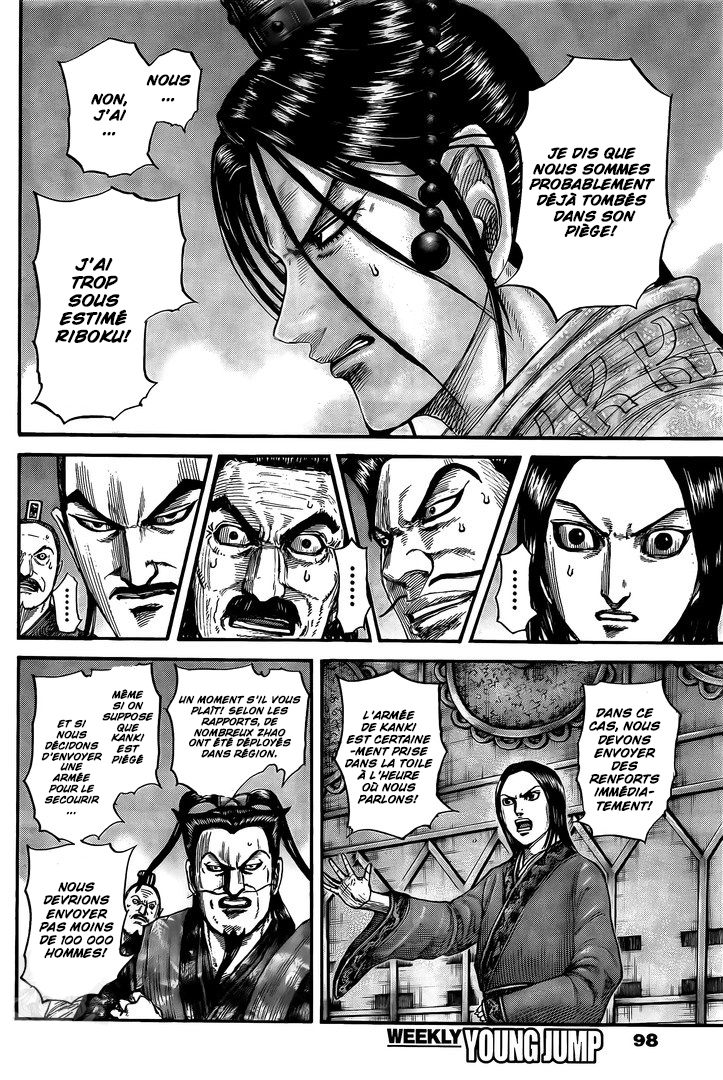 JE DIS QUE
NOUS SOMMES
PROBABLEMENT
DÉJÀ TOMBÉS
DANS SON
PIÈGE!
NOUS
...
NON,
J'AI
...
J'AI
TROP
SOUS
ESTIMÉ
RIBOKU!
...
...
...
DANS CE
CAS, NOUS
DEVONS
ENVOYER
DES
RENFORTS
IMMÉDIA-
TEMENT!
L'ARMÉE
DE KANKI
EST CERTAINE
-MENT PRISE
DANS LA TOILE
À L'HEURE
OÙ NOUS
PARLONS!
UN MOMENT S'IL VOUS
PLAÎT! SELON LES
RAPPORTS, DE
NOMBREUX ZHAO
ONT ÉTÉ DÉPLOYÉS
DANS RÉGION.
MÊME
SI ON
SUPPOSE
QUE KANKI
EST
PIÉGÉ
ET SI
NOUS
DÉCIDONS
D'ENVOYER
UNE
ARMÉE
POUR LE
SECOURIR
...
NOUS
DEVRIONS
ENVOYER
PAS MOINS
DE 100 000
HOMMES!
WEEKLY YOUNG JUMP 98